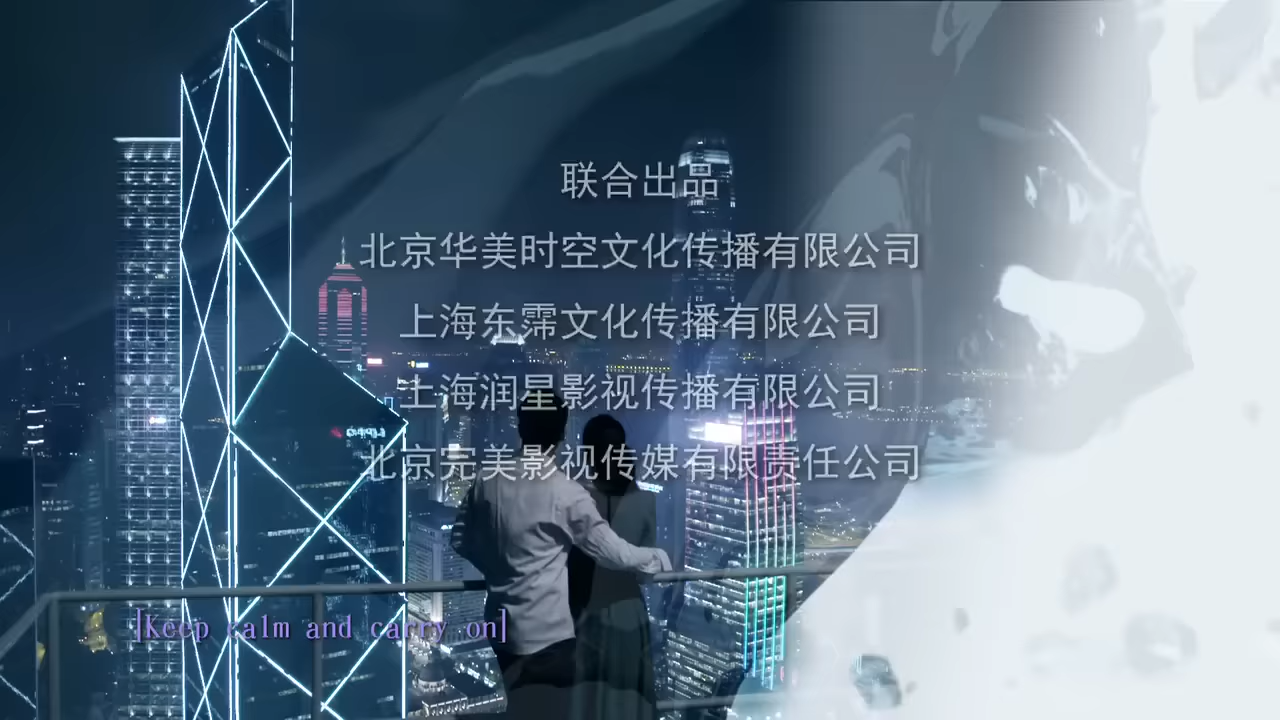 联合出品
北京华美时空文化传播有限公司
上海东霈文化传播有限公司
上海润星影视传播有限公司
北京完美影视传媒有限责任公司
[Keep calm and carry on]